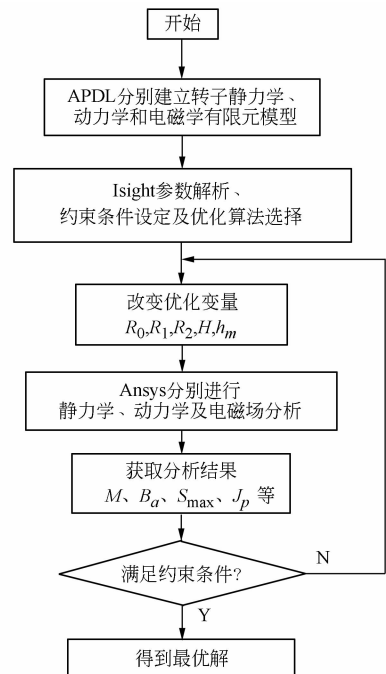 开始
APDL分别建立转子静力学、
动力学和电磁学有限元模型
Isight参数解析、
约束条件设定及优化算法选择
改变优化变量
R₀,R₁,R₂,H,hₘ
Ansys分别进行
静力学、动力学及电磁场分析
获取分析结果
M、Bₐ、Sₘₐₓ、Jₚ 等
满足约束条件?
N
Y
得到最优解